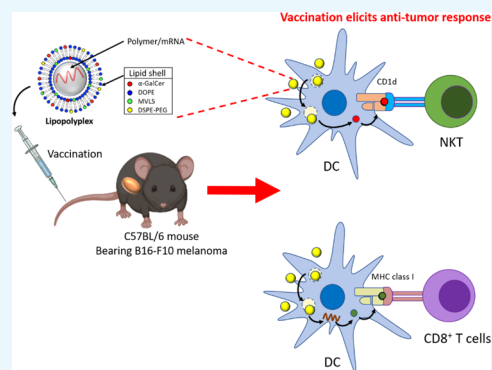 Vaccination elicits anti-tumor response
Polymer/mRNA
Lipid shell
α-GalCer
DOPE
MVL5
DSPE-PEG
Lipopolyplex
Vaccination
C57BL/6 mouse
Bearing B16-F10 melanoma
CD1d
DC
NKT
MHC class I
DC
CD8⁺ T cells